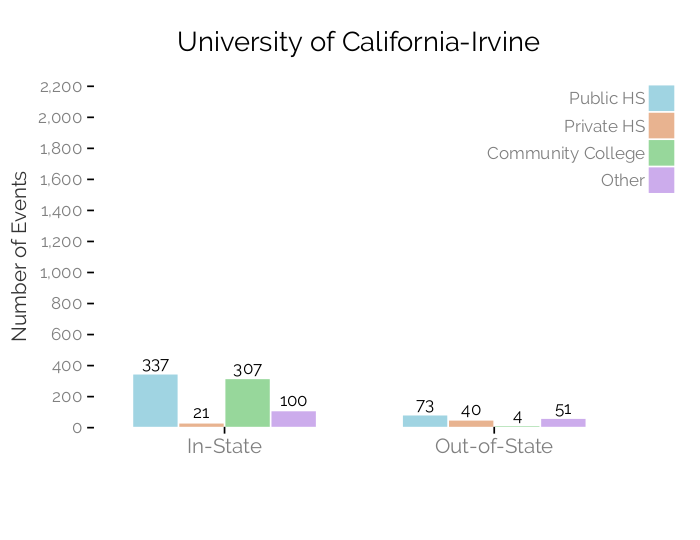 University of California-Irvine
Number of Events
2,200
2,000
1,800
1,600
1,400
1,200
1,000
800
600
400
200
0
Public HS
Private HS
Community College
Other
337
21
307
100
73
40
4
51
In-State
Out-of-State